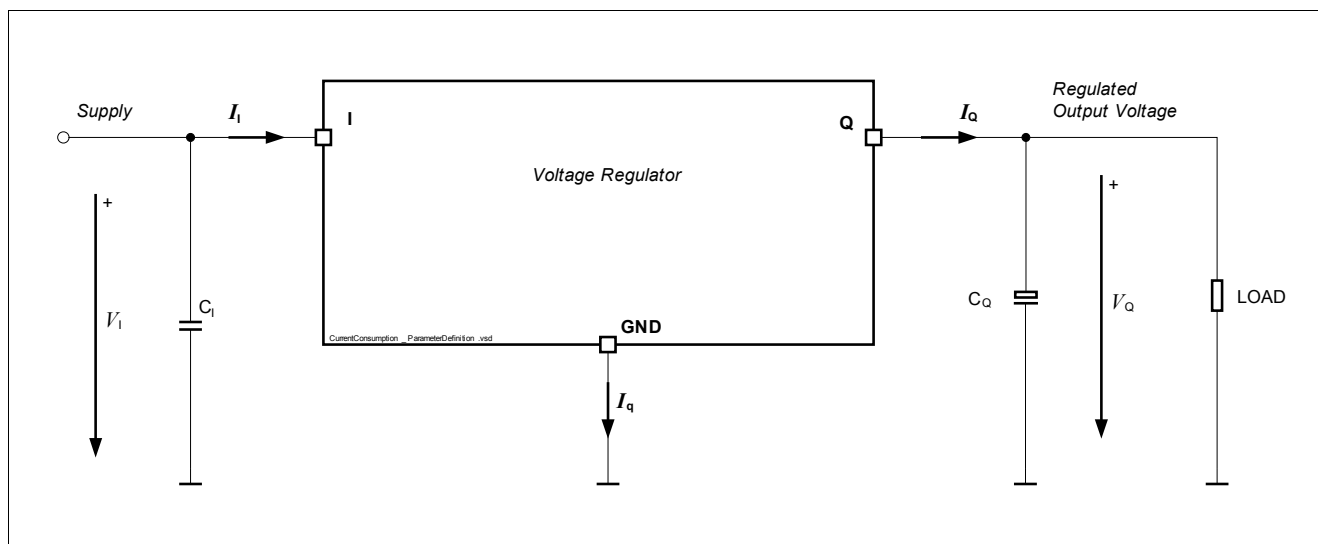 Supply
I_I
I
Q
I_Q
Regulated
Output Voltage
Voltage Regulator
+
+
V_I
C_I
CurrentConsumption _ ParameterDefinition .vsd
GND
I_q
C_Q
V_Q
LOAD